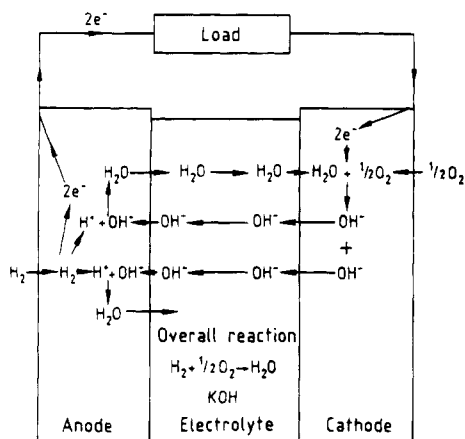 2e⁻
Load
2e⁻
H₂O → H₂O → H₂O → H₂O + ½O₂ ← ½O₂
2e⁻
H⁺ + OH⁻ ← OH⁻ ← OH⁻ ← OH⁻
+
H₂ → H₂ → H⁺ + OH⁻ ← OH⁻ ← OH⁻ ← OH⁻
H₂O →
Overall reaction
H₂ + ½O₂ → H₂O
KOH
Anode Electrolyte Cathode